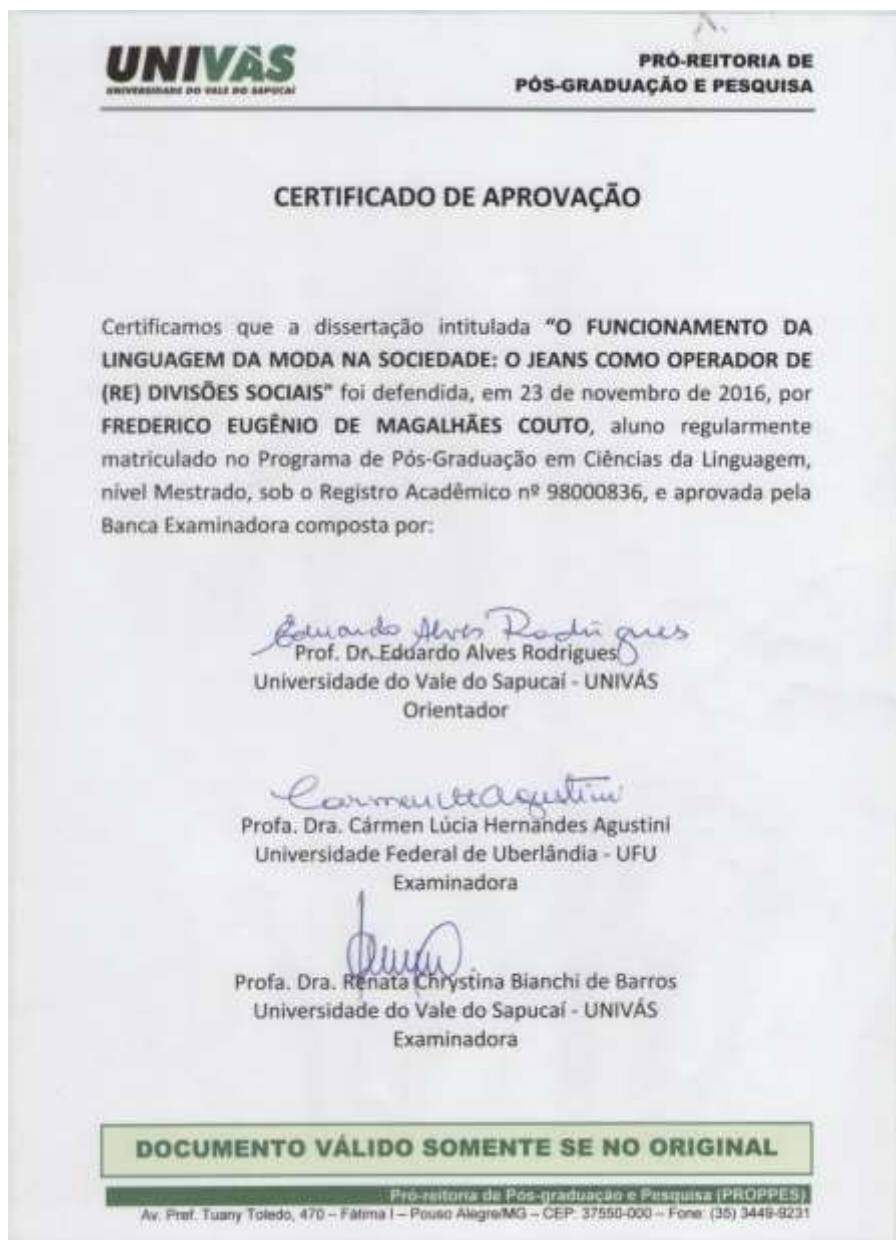 UNIVÁS
UNIVERSIDADE DO VALE DO SAPUCAÍ
PRÓ-REITORIA DE
PÓS-GRADUAÇÃO E PESQUISA
CERTIFICADO DE APROVAÇÃO
Certificamos que a dissertação intitulada "O FUNCIONAMENTO DA
LINGUAGEM DA MODA NA SOCIEDADE: O JEANS COMO OPERADOR DE
(RE) DIVISÕES SOCIAIS" foi defendida, em 23 de novembro de 2016, por
FREDERICO EUGÊNIO DE MAGALHÃES COUTO, aluno regularmente
matriculado no Programa de Pós-Graduação em Ciências da Linguagem,
nível Mestrado, sob o Registro Acadêmico nº 98000836, e aprovada pela
Banca Examinadora composta por:
Eduardo Alves Rodrigues
Prof. Dr. Eduardo Alves Rodrigues
Universidade do Vale do Sapucaí - UNIVÁS
Orientador
Profa. Dra. Cármen Lúcia Hernandes Agustini
Universidade Federal de Uberlândia - UFU
Examinadora
Profa. Dra. Renata Chrystina Bianchi de Barros
Universidade do Vale do Sapucaí - UNIVÁS
Examinadora
DOCUMENTO VÁLIDO SOMENTE SE NO ORIGINAL
Pró-reitoria de Pós-graduação e Pesquisa (PROPPES)
Av. Pref. Tuany Toledo, 470 – Fátima I – Pouso Alegre/MG – CEP: 37550-000 – Fone: (35) 3449-9231